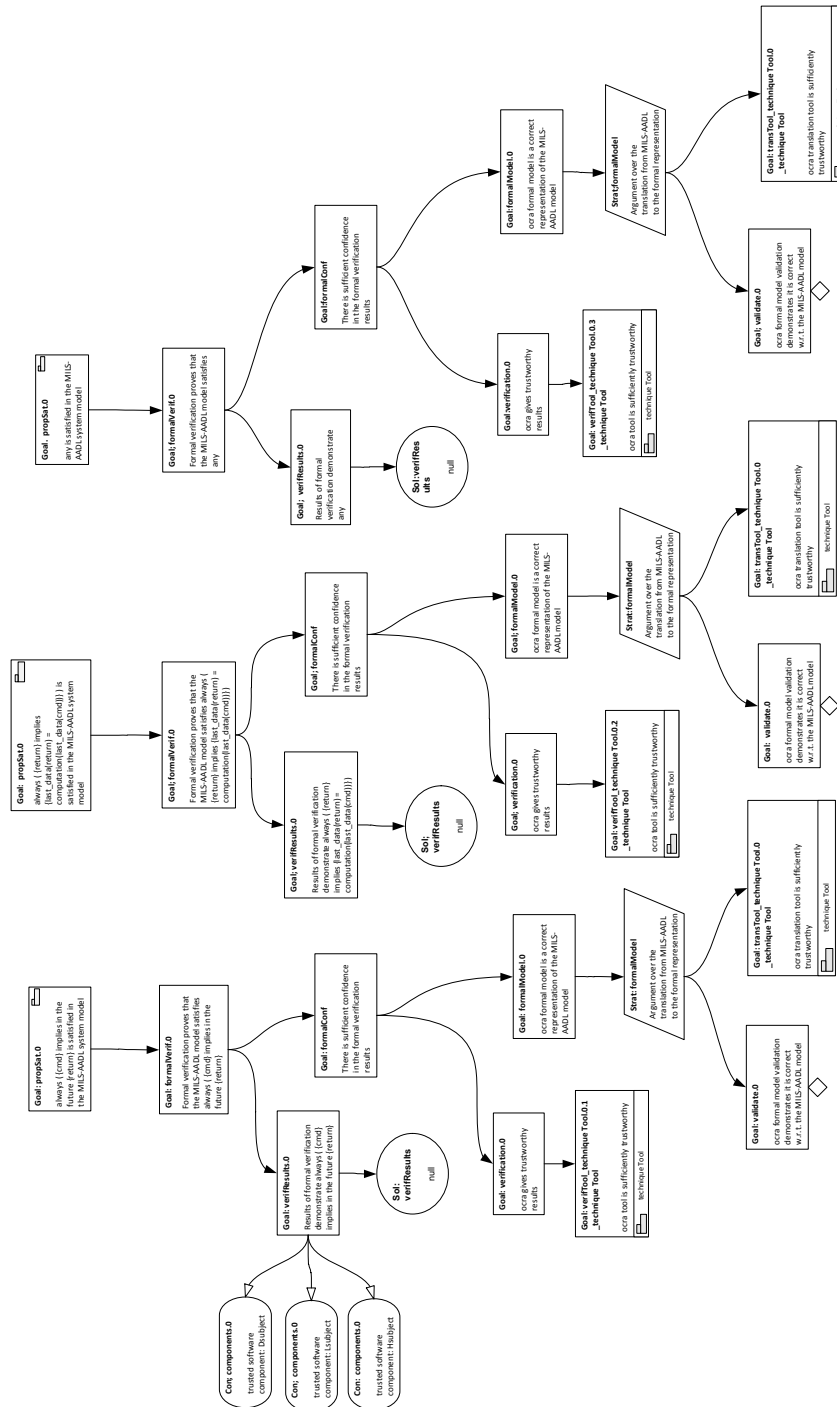 Goal: propSat.0
always { {cmd} implies in the
future {return} is satisfied in
the MILS-AADL system model
Goal: formalVerif.0
Formal verification proves that
the MILS-AADL model satisfies
always { {cmd} implies in the
future {return}
Con; components.0
trusted software
component: Dsubject
Con; components.0
trusted software
component: Lsubject
Con: components.0
trusted software
component: Hsubject
Goal: verifResults.0
Results of formal verification
demonstrate always { {cmd}
implies in the future {return}
Sol:
verifResults
null
Goal: formalConf
There is sufficient confidence
in the formal verification
results
Goal: verification.0
ocra gives trustworthy
results
Goal: verifTool_technique Tool.0.1
_technique Tool
ocra tool is sufficiently trustworthy
technique Tool
Goal: formalModel.0
ocra formal model is a correct
representation of the MILS-
AADL model
Strat: formalModel
Argument over the
translation from MILS-AADL
to the formal representation
Goal: validate.0
ocra formal model validation
demonstrates it is correct
w.r.t. the MILS-AADL model
Goal: transTool_technique Tool.0
_technique Tool
ocra translation tool is sufficiently
trustworthy
technique Tool
Goal: propSat.0
always { {return} implies
{last_data(return) =
computation(last_data(cmd))}} is
satisfied in the MILS-AADL system
model
Goal; formalVerif.0
Formal verification proves that the
MILS-AADL model satisfies always {
{return} implies {last_data(return) =
computation(last_data(cmd))}}
Goal; verifResults.0
Results of formal verification
demonstrate always { {return}
implies {last_data(return) =
computation(last_data(cmd))}}
Sol;
verifResults
null
Goal; formalConf
There is sufficient confidence
in the formal verification
results
Goal; verification.0
ocra gives trustworthy
results
Goal: verifTool_technique Tool.0.2
_technique Tool
ocra tool is sufficiently trustworthy
technique Tool
Goal; formalModel.0
ocra formal model is a correct
representation of the MILS-
AADL model
Strat:formalModel
Argument over the
translation from MILS-AADL
to the formal representation
Goal: validate.0
ocra formal model validation
demonstrates it is correct
w.r.t. the MILS-AADL model
Goal: transTool_technique Tool.0
_technique Tool
ocra translation tool is sufficiently
trustworthy
technique Tool
Goal. propSat.0
any is satisfied in the MILS-
AADL system model
Goal; formalVerif.0
Formal verification proves that
the MILS-AADL model satisfies
any
Goal; verifResults.0
Results of formal
verification demonstrate
any
Sol:verifRes
ults
null
Goal:formalConf
There is sufficient confidence
in the formal verification
results
Goal:verification.0
ocra gives trustworthy
results
Goal: verifTool_technique Tool.0.3
_technique Tool
ocra tool is sufficiently trustworthy
technique Tool
Goal:formalModel.0
ocra formal model is a correct
representation of the MILS-
AADL model
Strat;formalModel
Argument over the
translation from MILS-AADL
to the formal representation
Goal; validate.0
ocra formal model validation
demonstrates it is correct
w.r.t. the MILS-AADL model
Goal: transTool_technique Tool.0
_technique Tool
ocra translation tool is sufficiently
trustworthy